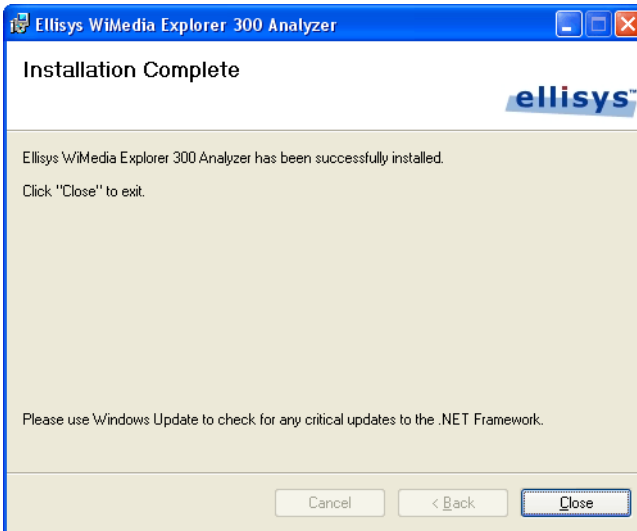 Ellisys WiMedia Explorer 300 Analyzer
Installation Complete
ellisys™
Ellisys WiMedia Explorer 300 Analyzer has been successfully installed.
Click "Close" to exit.
Please use Windows Update to check for any critical updates to the .NET Framework.
Cancel
< Back
Close